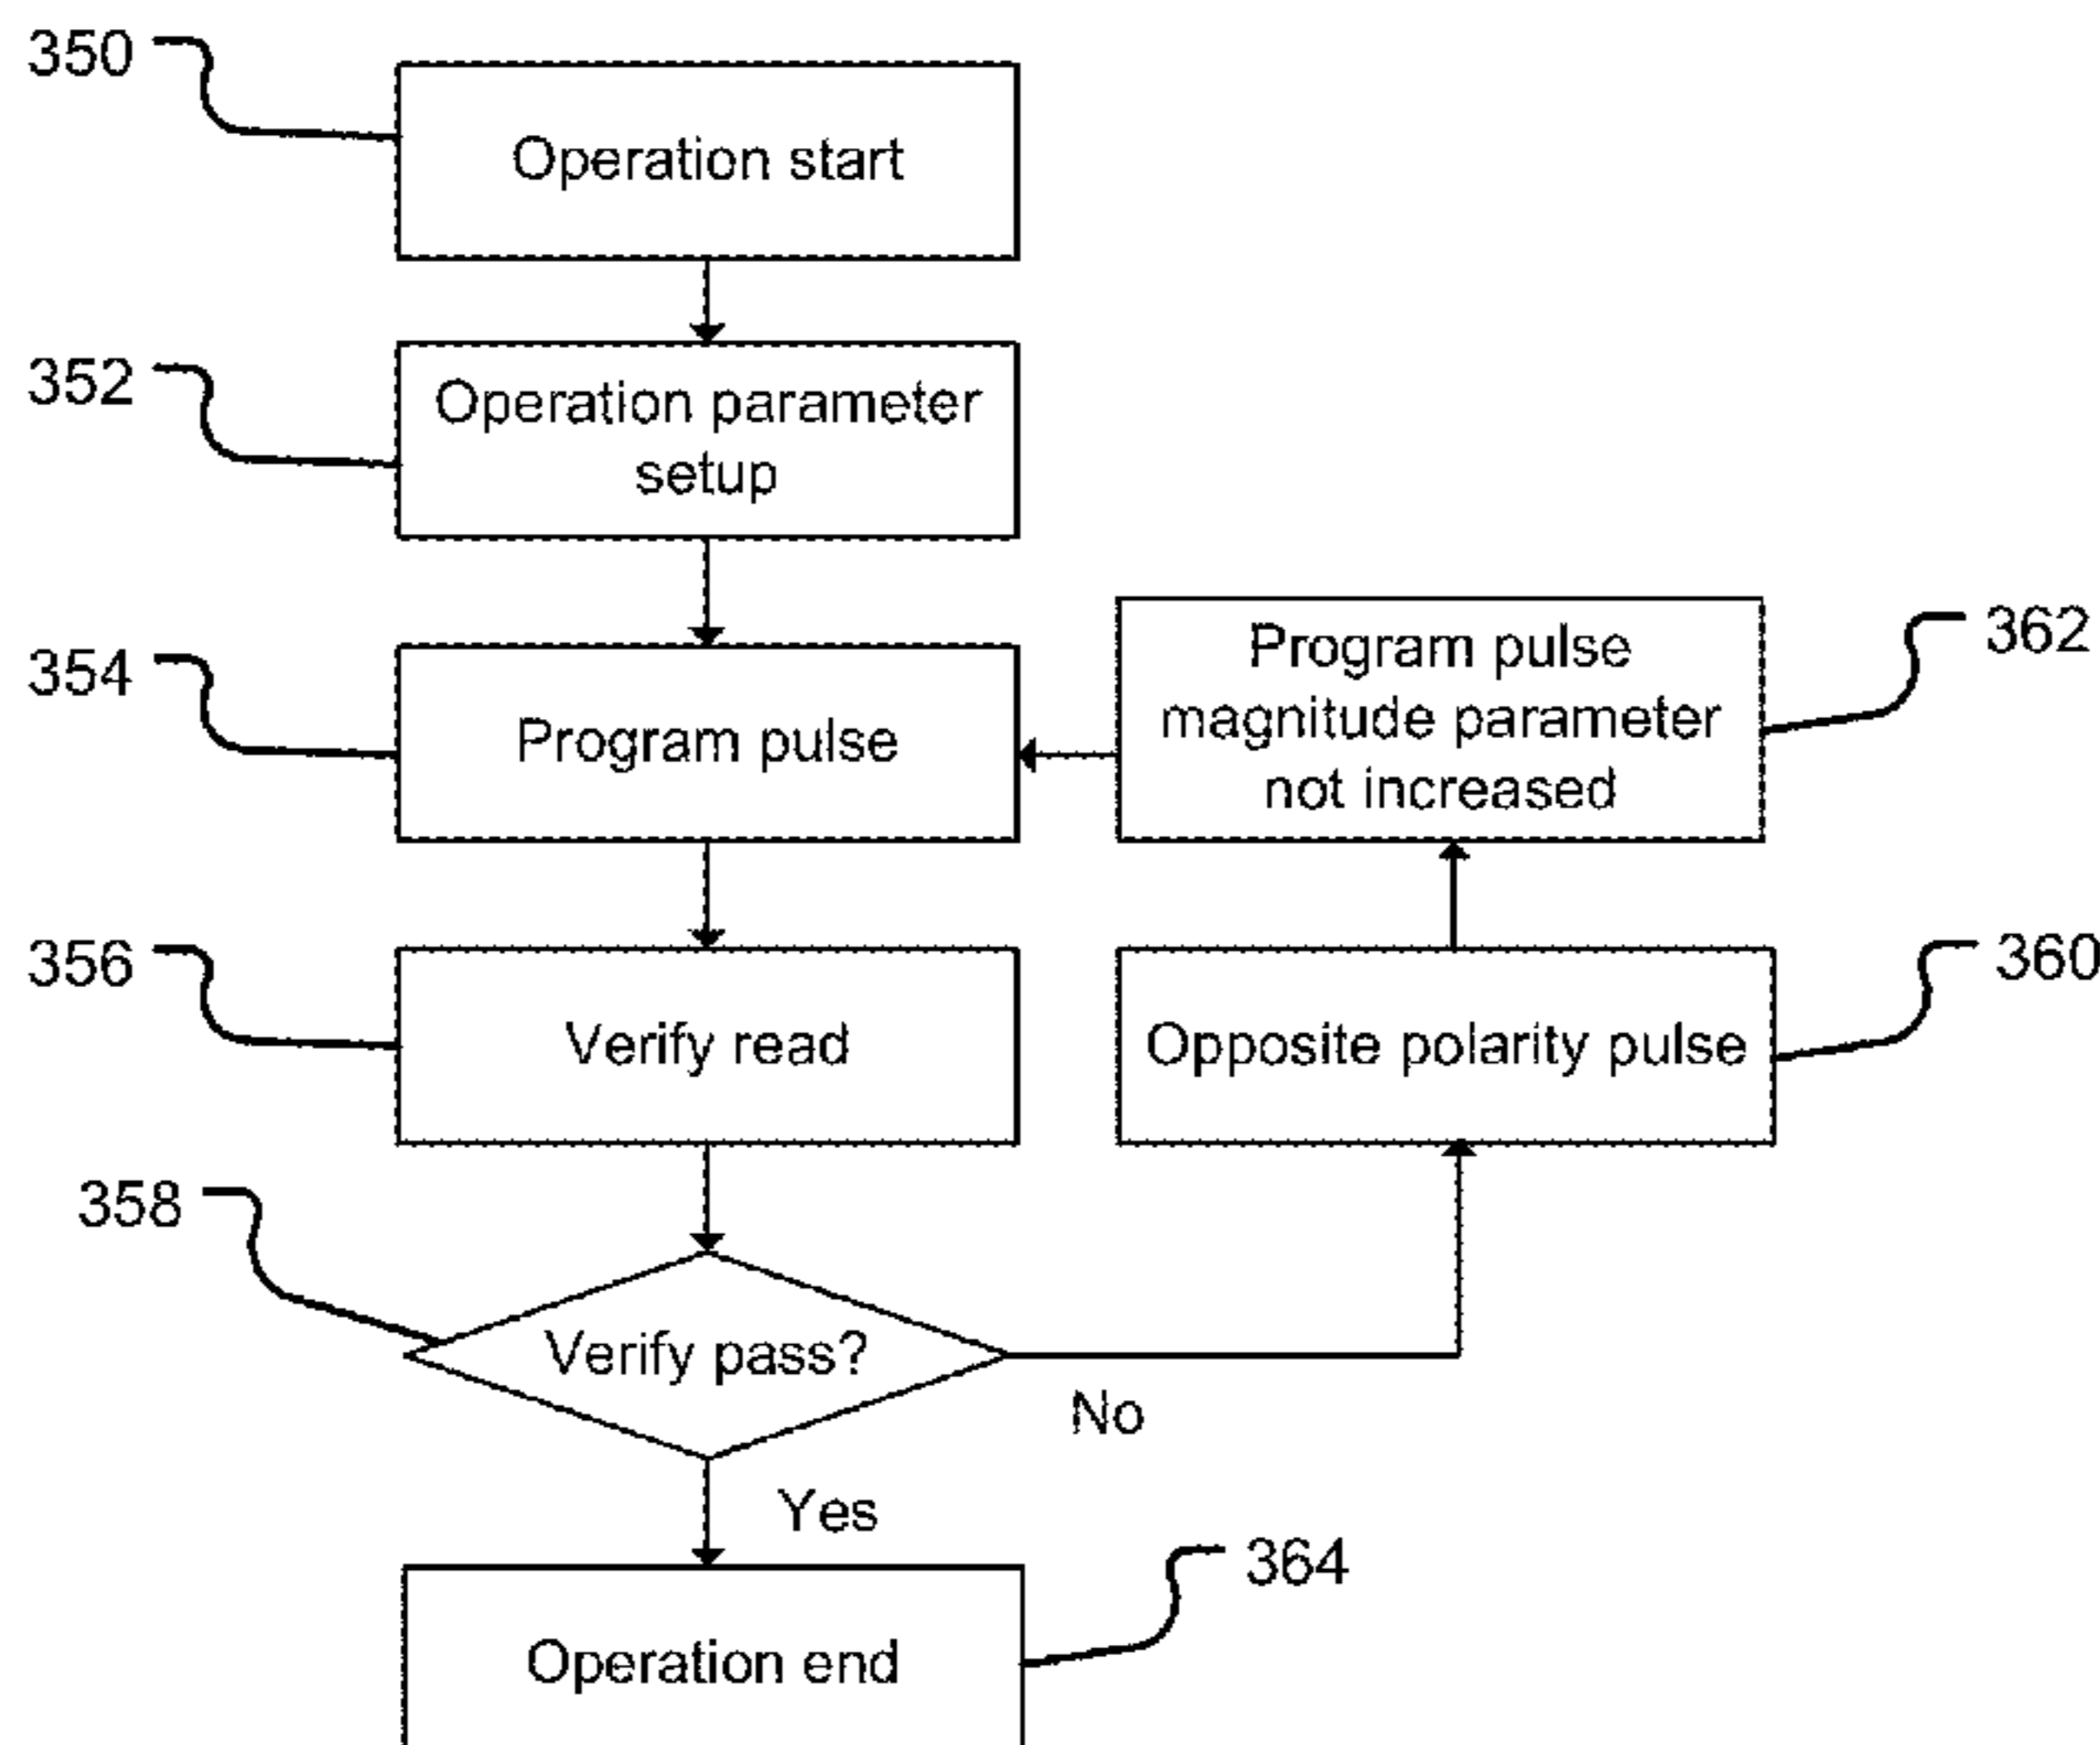 350
Operation start
352
Operation parameter
setup
354
Program pulse
Program pulse
magnitude parameter
not increased
362
356
Verify read
Opposite polarity pulse
360
358
Verify pass?
No
Yes
364
Operation end